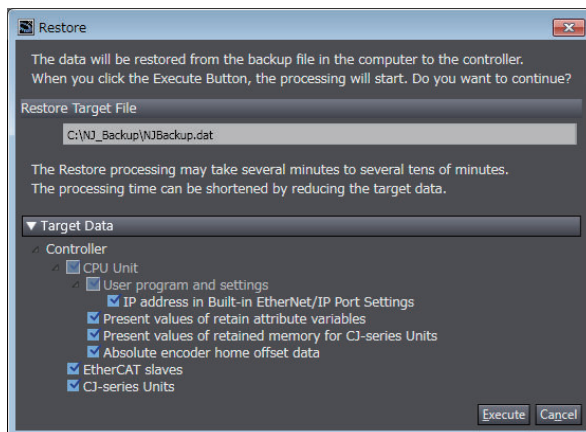 Restore
The data will be restored from the backup file in the computer to the controller.
When you click the Execute Button, the processing will start. Do you want to continue?
Restore Target File
C:\NJ_Backup\NJBackup.dat
The Restore processing may take several minutes to several tens of minutes.
The processing time can be shortened by reducing the target data.
▼ Target Data
Controller
CPU Unit
User program and settings
IP address in Built-in EtherNet/IP Port Settings
Present values of retain attribute variables
Present values of retained memory for CJ-series Units
Absolute encoder home offset data
EtherCAT slaves
CJ-series Units
Execute Cancel